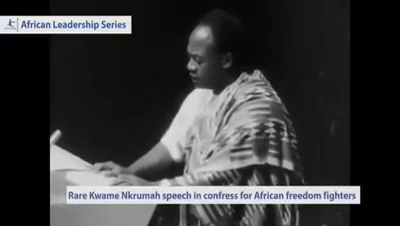 African Leadership Series
Rare Kwame Nkrumah speech in confress for African freedom fighters